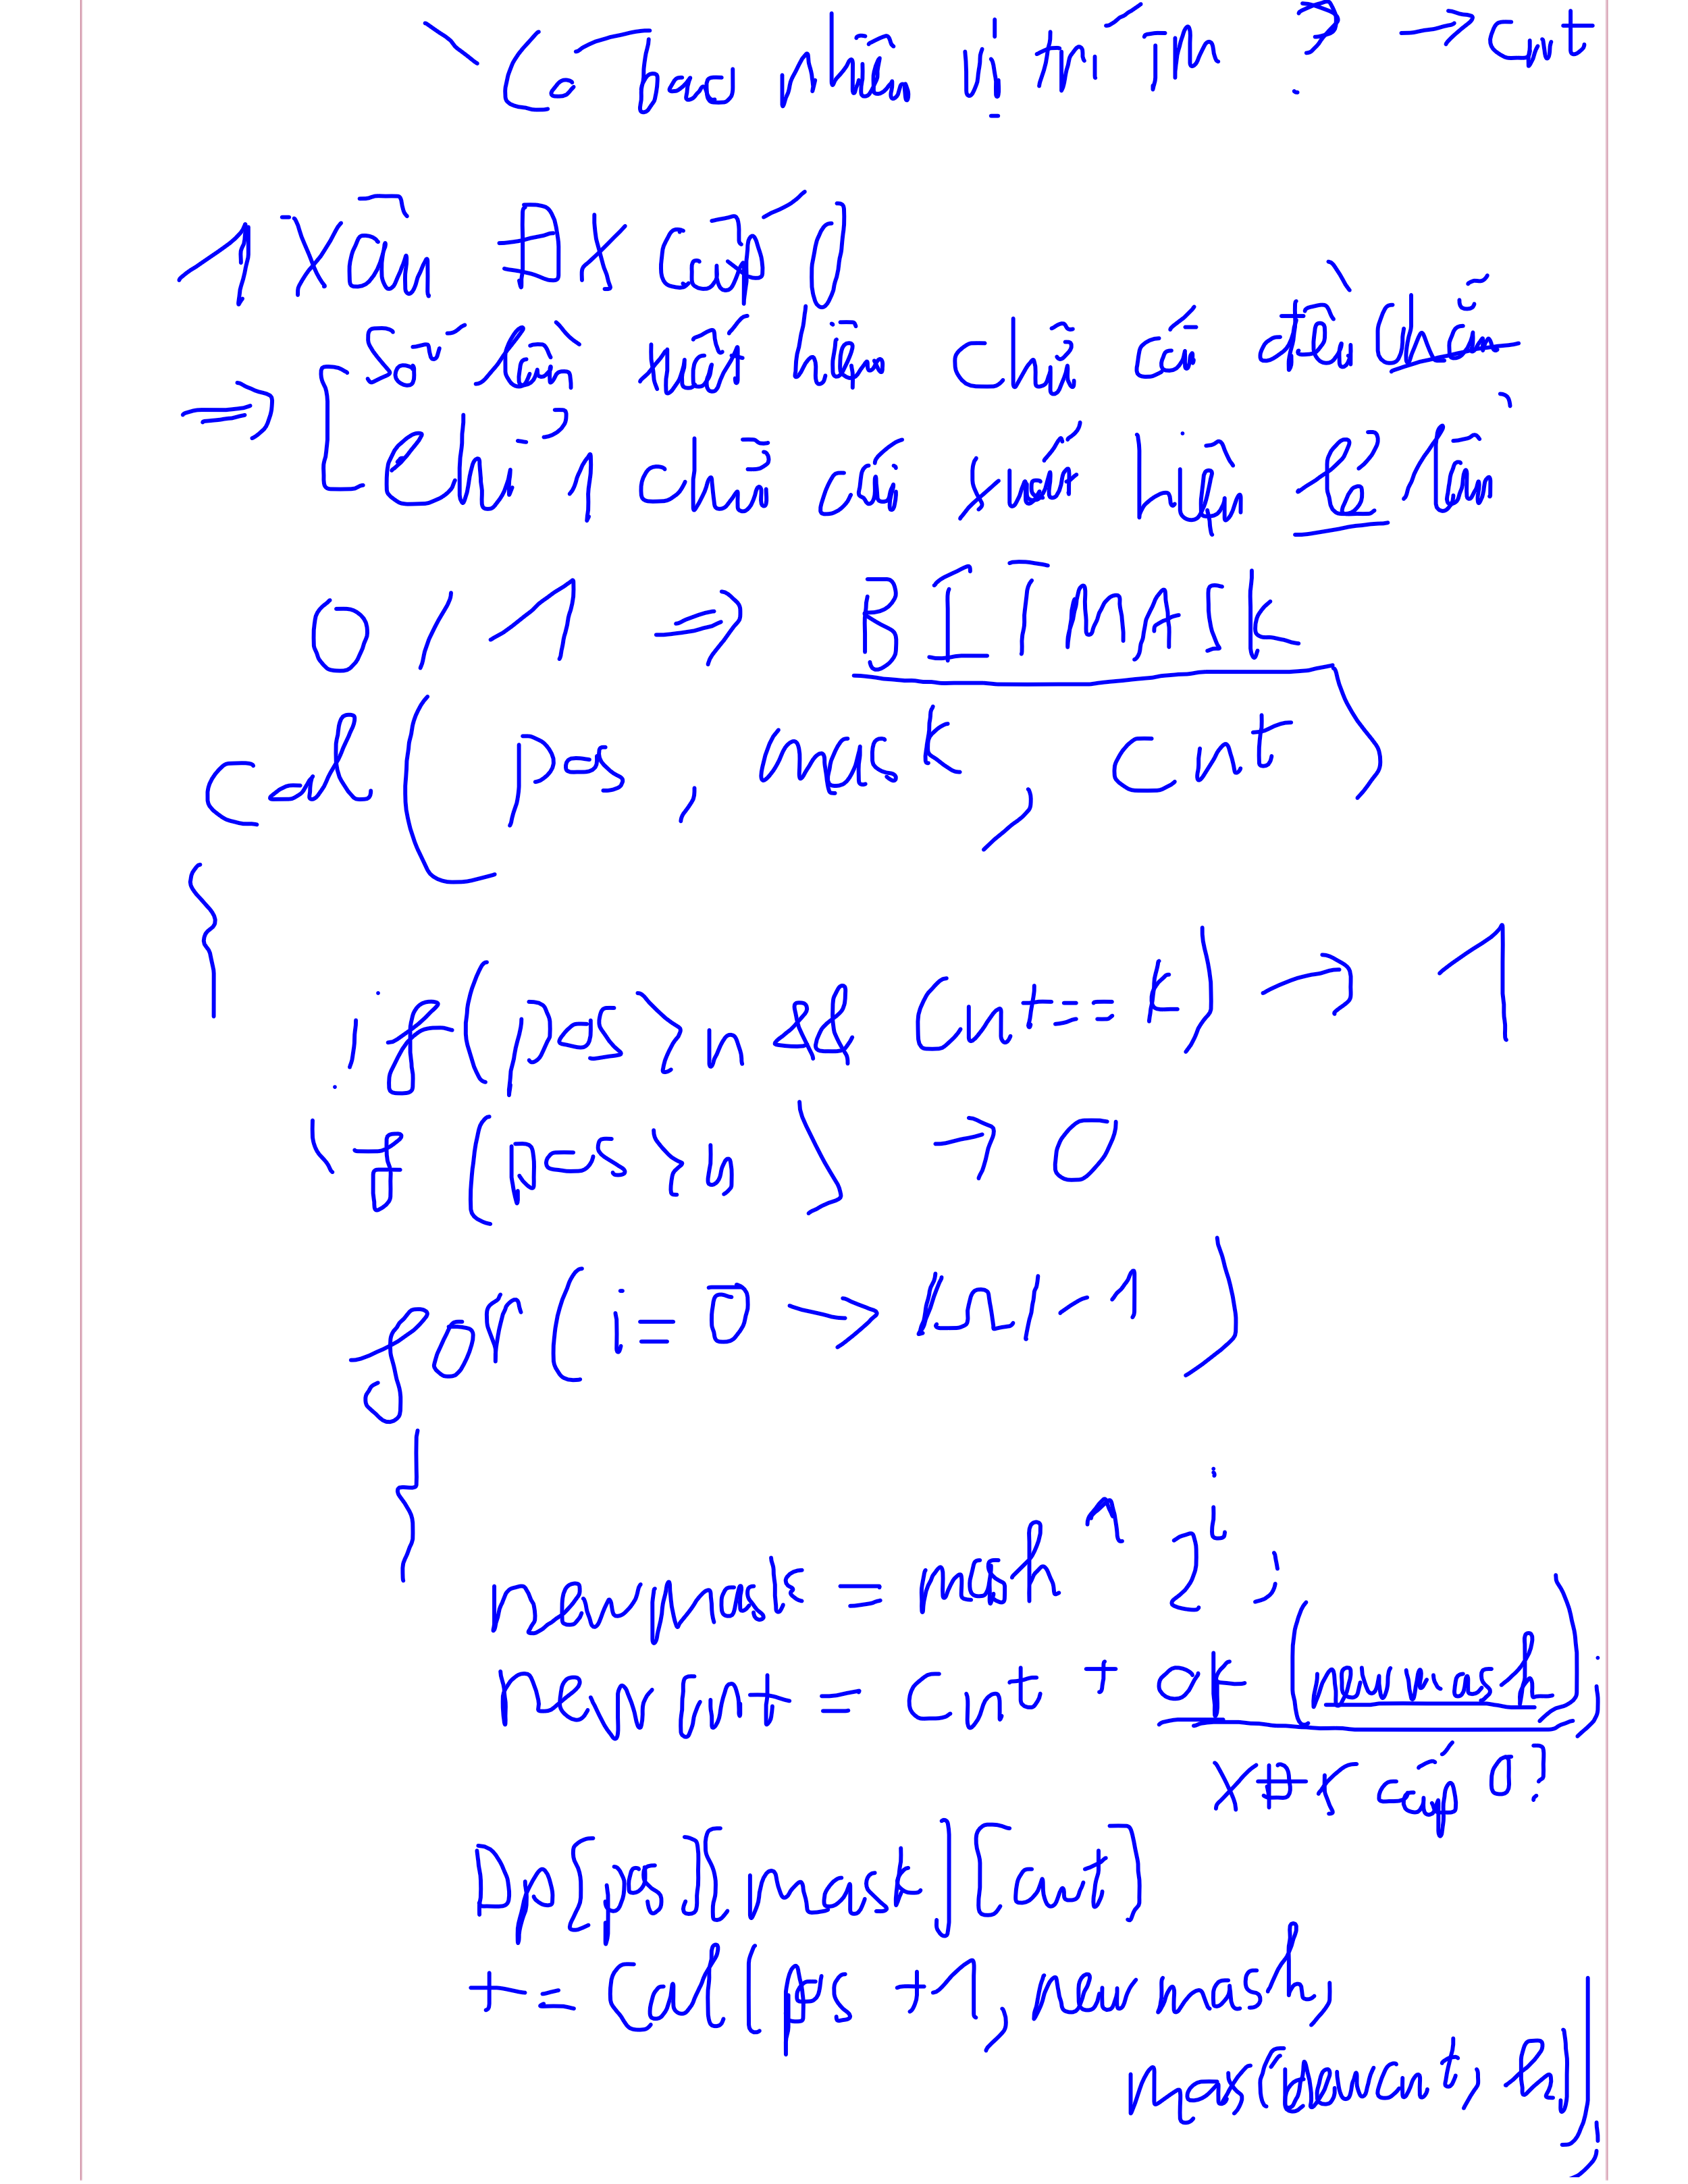 Có bao nhiêu vị trí im ? → cnt
1 xâu ĐX cấp 0
Số lần xuất hiện chữ cái đều chẵn
⇒ [ Chỉ 1 chữ cái xuất hiện lẻ lần
0 / 1 ⇒ BITMASK
cal ( pos , mask , cnt )
{
if (pos > n && cnt == k) → 1
if (pos > n) → 0
for (i = 0 → |Ω| - 1)
{
newmask = mask ^ 2^i ;
newcnt = cnt + ok (newmask) ;
XĐX cấp 0?
Dp[pos][mask][cnt]
+= cal(pos + 1, newmask,
max(newcnt, k));